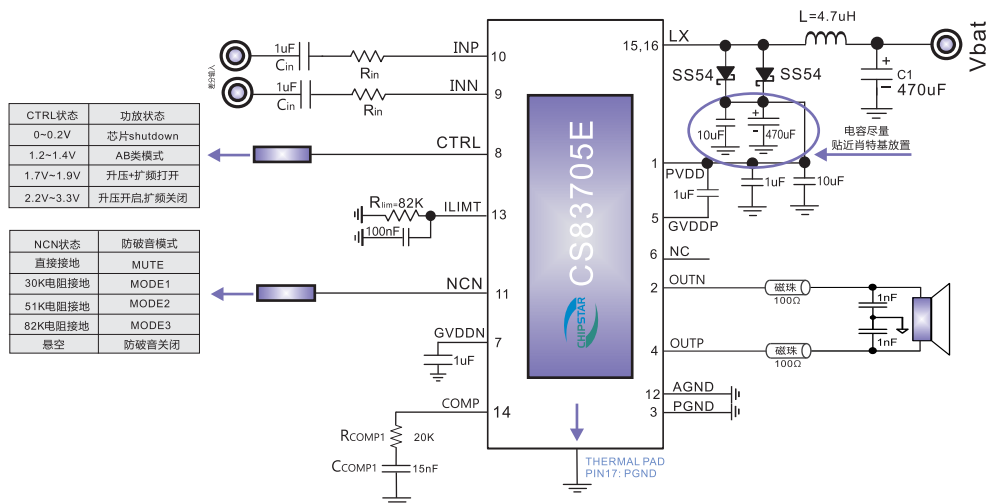 差分输入
1uF
Cin
Rin
INP
10
1uF
Cin
Rin
INN
9
CTRL状态 功放状态
0~0.2V 芯片shutdown
1.2~1.4V AB类模式
1.7V~1.9V 升压+扩频打开
2.2V~3.3V 升压开启,扩频关闭
CTRL
8
Rlim=82K
100nF
ILIMT
13
NCN状态 防破音模式
直接接地 MUTE
30K电阻接地 MODE1
51K电阻接地 MODE2
82K电阻接地 MODE3
悬空 防破音关闭
NCN
11
GVDDN
7
1uF
COMP
14
RCOMP1 20K
CCOMP1 15nF
CS83705E
CHIPSTAR
THERMAL PAD
PIN17: PGND
15,16
LX
L=4.7uH
Vbat
SS54
SS54
+
C1
-
470uF
10uF
+
-
470uF
电容尽量
贴近肖特基放置
1
PVDD
1uF
1uF
10uF
5
GVDDP
6
NC
2
OUTN
磁珠
100Ω
1nF
1nF
4
OUTP
磁珠
100Ω
12
AGND
3
PGND